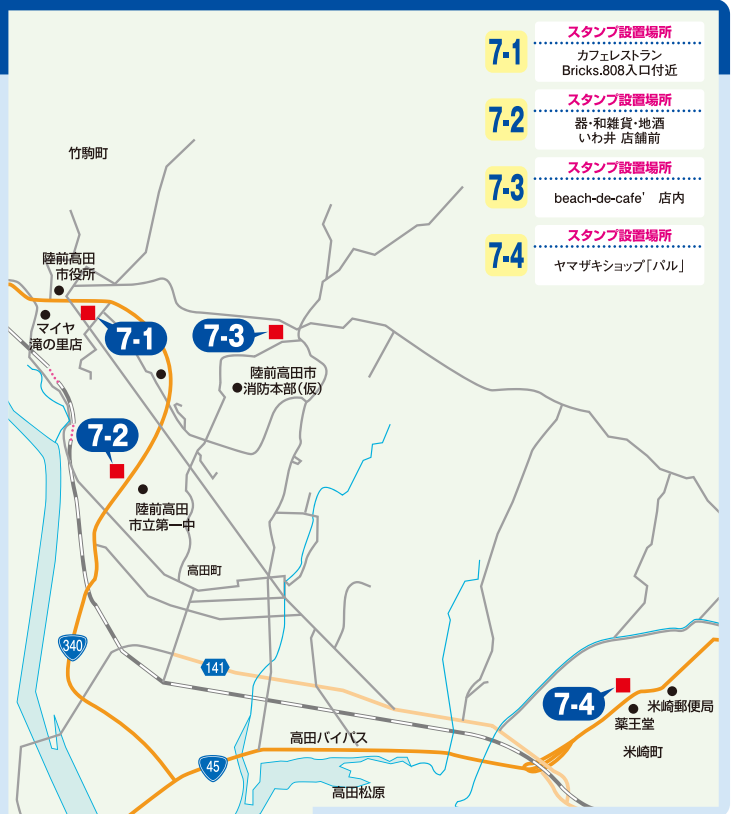 7-1
スタンプ設置場所
カフェレストラン
Bricks.808入口付近
7-2
スタンプ設置場所
器・和雑貨・地酒
いわ井 店舗前
7-3
スタンプ設置場所
beach-de-cafe' 店内
7-4
スタンプ設置場所
ヤマザキショップ「パル」
竹駒町
陸前高田
市役所
マイヤ
滝の里店
7-1
7-3
陸前高田市
消防本部(仮)
7-2
陸前高田
市立第一中
高田町
340
141
7-4
米崎郵便局
薬王堂
米崎町
高田バイパス
45
高田松原